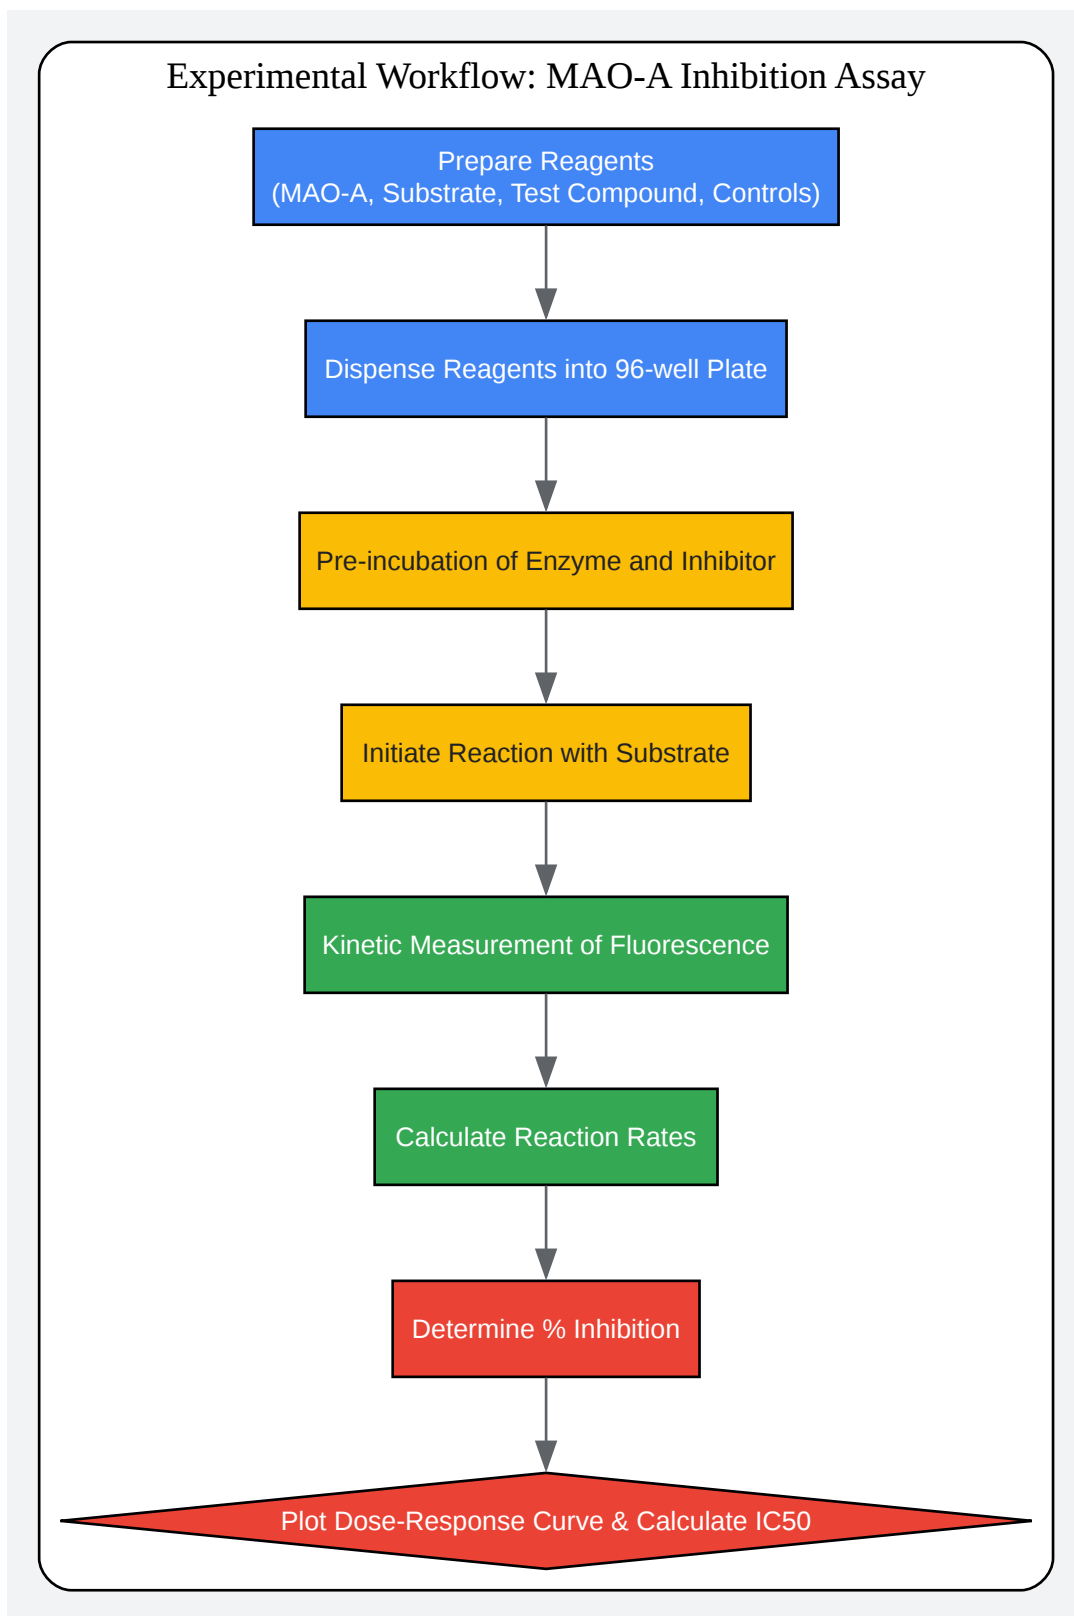 Experimental Workflow: MAO-A Inhibition Assay
Prepare Reagents
(MAO-A, Substrate, Test Compound, Controls)
Dispense Reagents into 96-well Plate
Pre-incubation of Enzyme and Inhibitor
Initiate Reaction with Substrate
Kinetic Measurement of Fluorescence
Calculate Reaction Rates
Determine % Inhibition
Plot Dose-Response Curve & Calculate IC50